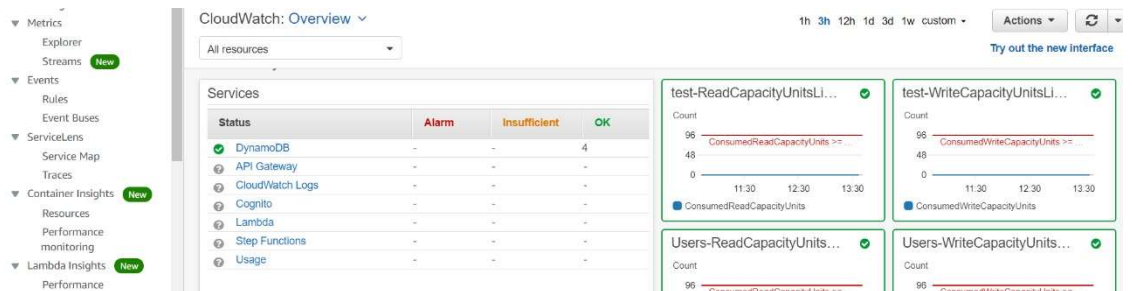 Metrics
Explorer
Streams New
Events
Rules
Event Buses
ServiceLens
Service Map
Traces
Container Insights New
Resources
Performance
monitoring
Lambda Insights New
Performance
CloudWatch: Overview
1h 3h 12h 1d 3d 1w custom
Actions
All resources
Try out the new interface
Services
Status Alarm Insufficient OK
DynamoDB - - 4
API Gateway - - -
CloudWatch Logs - - -
Cognito - - -
Lambda - - -
Step Functions - - -
Usage - - -
test-ReadCapacityUnitsLi...
Count
96
ConsumedReadCapacityUnits >= ...
48
0
11:30 12:30 13:30
ConsumedReadCapacityUnits
test-WriteCapacityUnitsLi...
Count
96
ConsumedWriteCapacityUnits >= ...
48
0
11:30 12:30 13:30
ConsumedWriteCapacityUnits
Users-ReadCapacityUnits...
Count
96
Users-WriteCapacityUnits...
Count
96